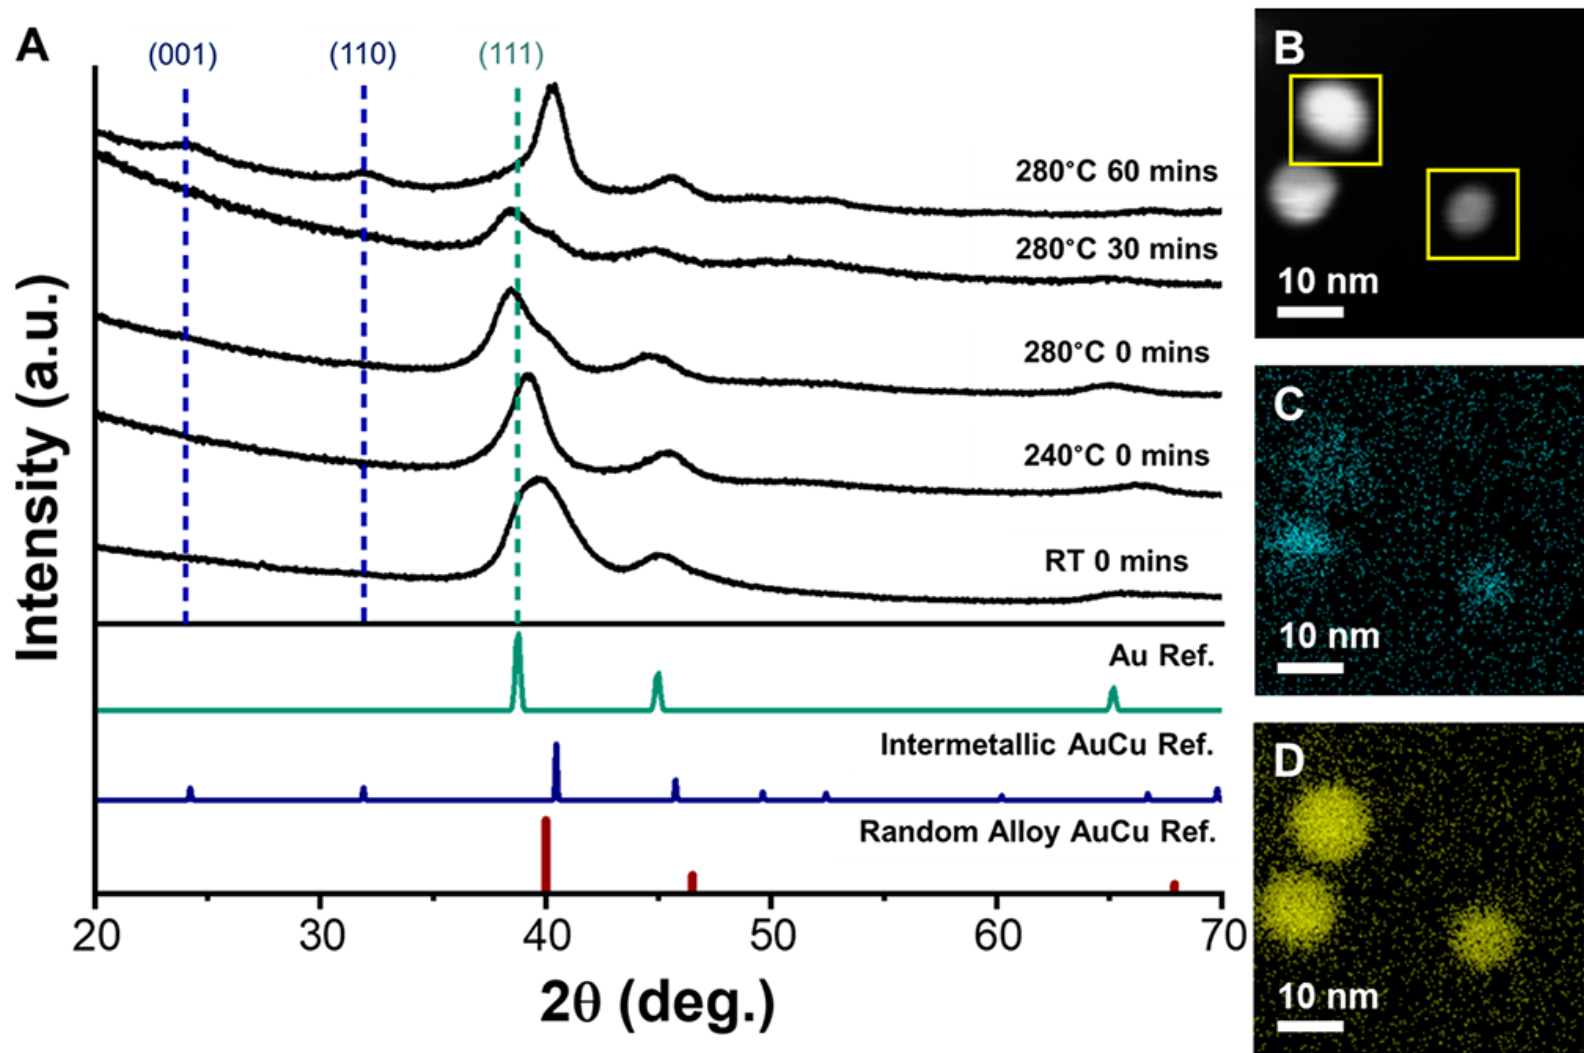 A
(001)
(110)
(111)
280°C 60 mins
280°C 30 mins
280°C 0 mins
240°C 0 mins
RT 0 mins
Au Ref.
Intermetallic AuCu Ref.
Random Alloy AuCu Ref.
Intensity (a.u.)
20 30 40 50 60 70
2θ (deg.)
B
10 nm
C
10 nm
D
10 nm